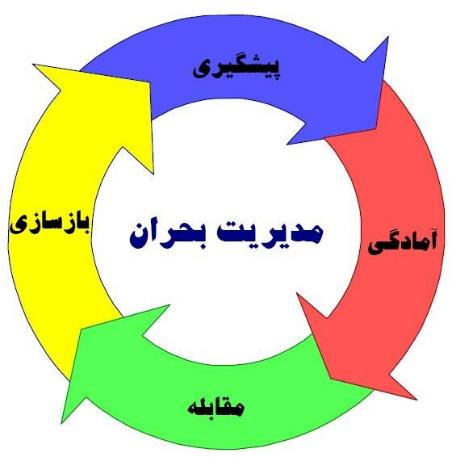 پیشگیری
آمادگی
مدیریت بحران
بازسازی
مقابله